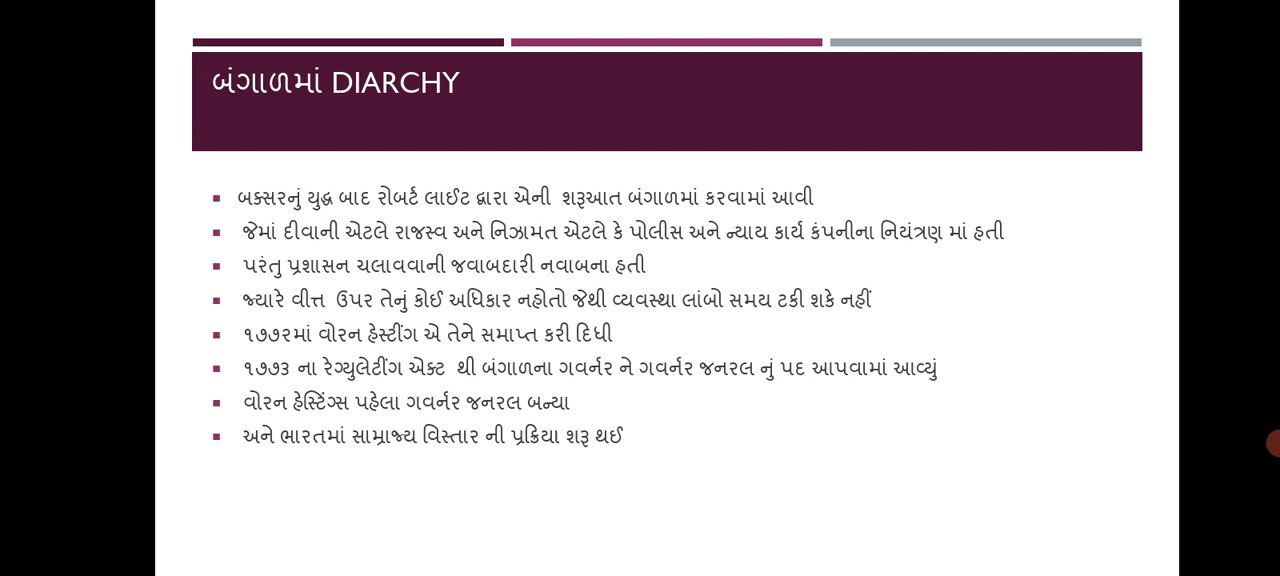 બંગાળમાં DIARCHY
બક્સરનું યુદ્ધ બાદ રોબર્ટ લાઈટ દ્વારા એની શરૂઆત બંગાળમાં કરવામાં આવી
જેમાં દીવાની એટલે રાજસ્વ અને નિઝામત એટલે કે પોલીસ અને ન્યાય કાર્ય કંપનીના નિયંત્રણ માં હતી
પરંતુ પ્રશાસન ચલાવવાની જવાબદારી નવાબના હતી
જ્યારે વીત્ત ઉપર તેનું કોઈ અધિકાર નહોતો જેથી વ્યવસ્થા લાંબો સમય ટકી શકે નહીં
૧૭૭૨માં વોરન હેસ્ટીંગ એ તેને સમાપ્ત કરી દિધી
૧૭૭૩ ના રેગ્યુલેટીંગ એક્ટ થી બંગાળના ગવર્નર ને ગવર્નર જનરલ નું પદ આપવામાં આવ્યું
વોરન હેસ્ટિંગ્સ પહેલા ગવર્નર જનરલ બન્યા
અને ભારતમાં સામ્રાજ્ય વિસ્તાર ની પ્રક્રિયા શરૂ થઈ